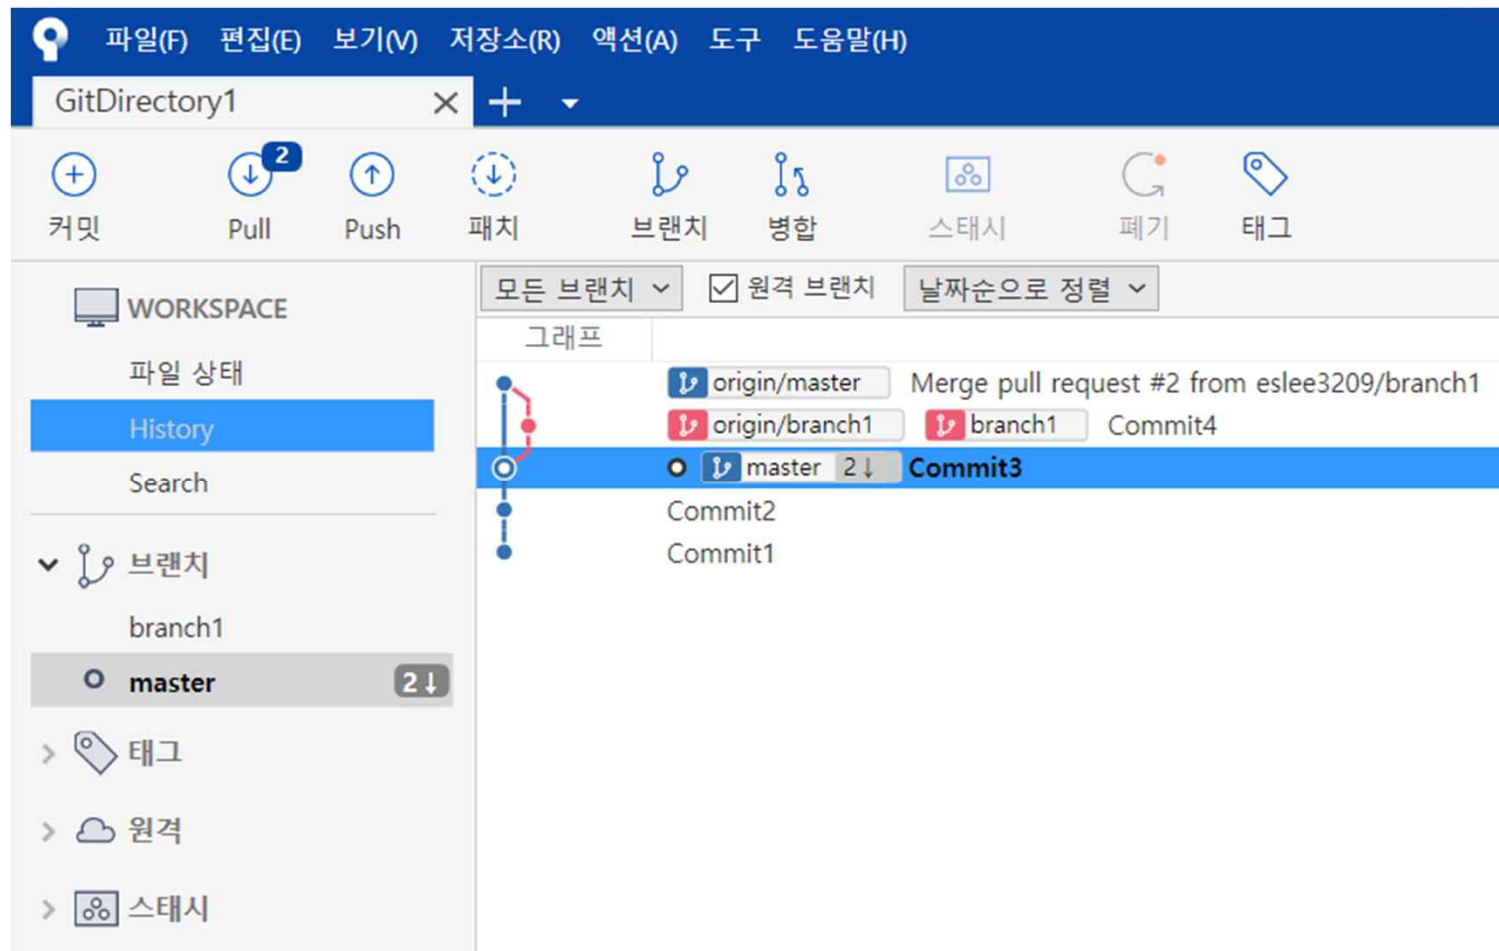 파일(F) 편집(E) 보기(V) 저장소(R) 액션(A) 도구 도움말(H)
GitDirectory1
2
커밋 Pull Push 패치 브랜치 병합 스태시 폐기 태그
모든 브랜치 원격 브랜치 날짜순으로 정렬
WORKSPACE
파일 상태
History
Search
브랜치
branch1
master 2↓
태그
원격
스태시
그래프
origin/master Merge pull request #2 from eslee3209/branch1
origin/branch1 branch1 Commit4
master 2↓ Commit3
Commit2
Commit1